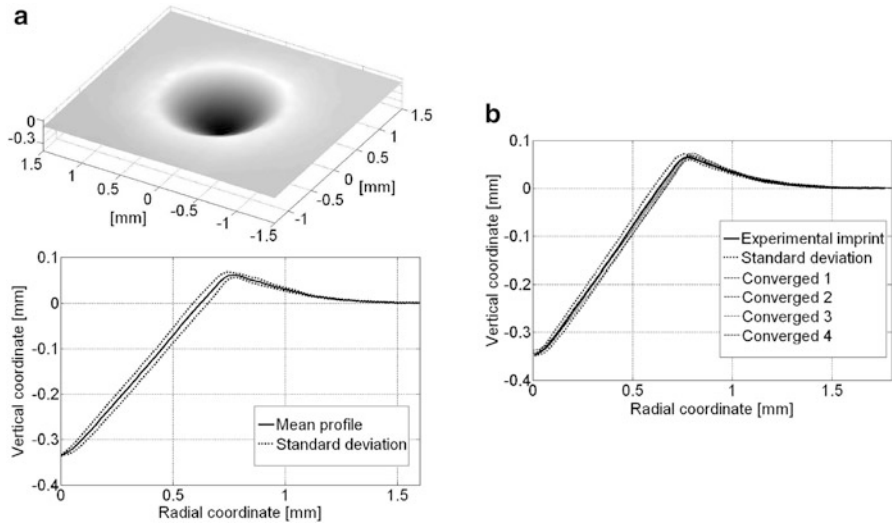 a
0
-0.3
1.5
1
0.5
0
-0.5
-1
-1.5
[mm]
1.5
1
0.5
0
-0.5
-1
[mm]
0.1
0
-0.1
-0.2
-0.3
-0.4
Vertical coordinate [mm]
Mean profile
Standard deviation
0
0.5
1
1.5
Radial coordinate [mm]
b
0.1
0
-0.1
-0.2
-0.3
-0.4
Vertical coordinate [mm]
Experimental imprint
Standard deviation
Converged 1
Converged 2
Converged 3
Converged 4
0
0.5
1
1.5
Radial coordinate [mm]